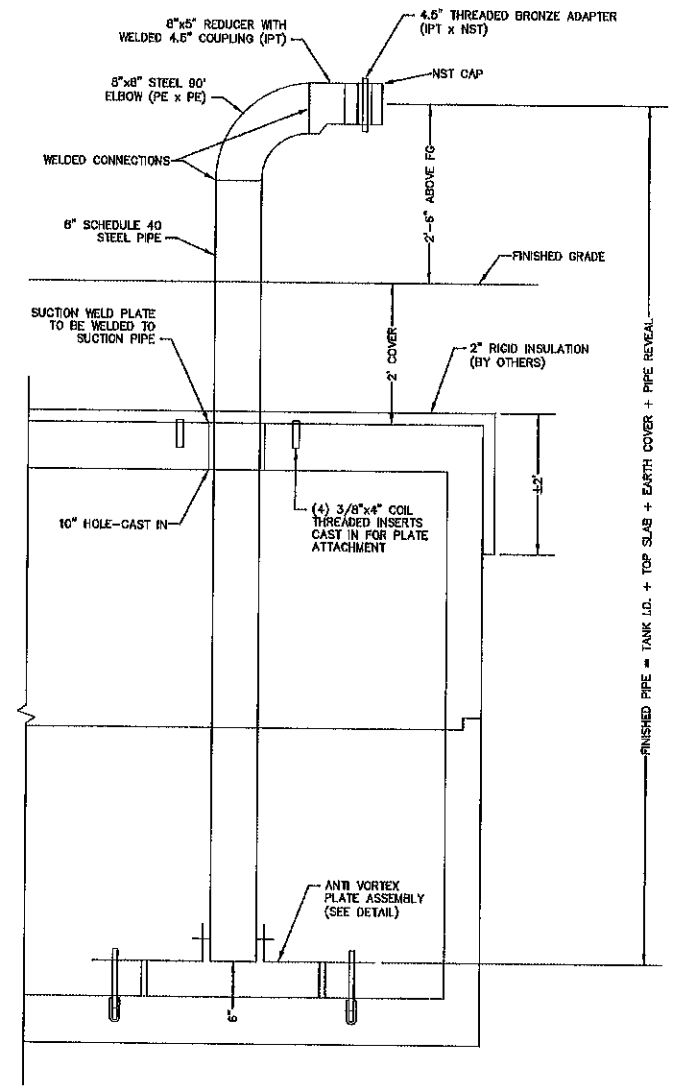 8"x5" REDUCER WITH
WELDED 4.5" COUPLING (IPT)
4.5" THREADED BRONZE ADAPTER
(IPT x NST)
NST CAP
8"x8" STEEL 90°
ELBOW (PE x PE)
WELDED CONNECTIONS
2'-6" ABOVE FG
8" SCHEDULE 40
STEEL PIPE
FINISHED GRADE
SUCTION WELD PLATE
TO BE WELDED TO
SUCTION PIPE
2' COVER
2" RIGID INSULATION
(BY OTHERS)
±2'
10" HOLE-CAST IN
(4) 3/8"x4" COIL
THREADED INSERTS
CAST IN FOR PLATE
ATTACHMENT
FINISHED PIPE = TANK I.D. + TOP SLAB + EARTH COVER + PIPE REVEAL
ANTI VORTEX
PLATE ASSEMBLY
(SEE DETAIL)
6"